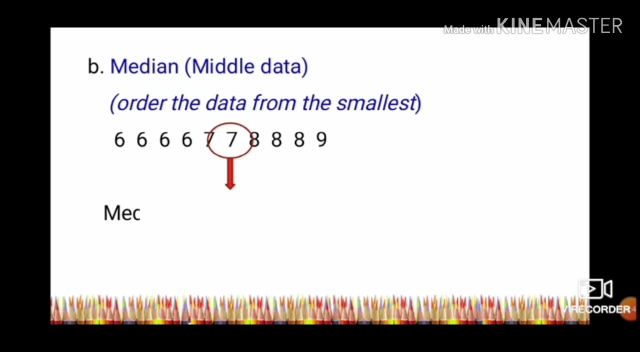 Made with KINEMASTER
b. Median (Middle data)
(order the data from the smallest)
6 6 6 6 7 7 8 8 8 9
Mec
VRECORDER